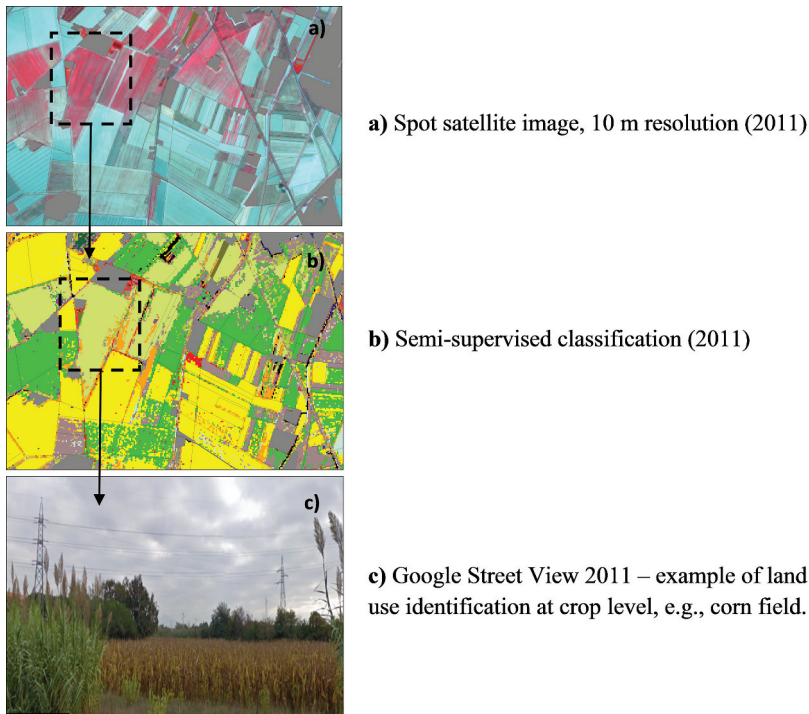 a)
a) Spot satellite image, 10 m resolution (2011)
b)
b) Semi-supervised classification (2011)
c)
c) Google Street View 2011 – example of land
use identification at crop level, e.g., corn field.